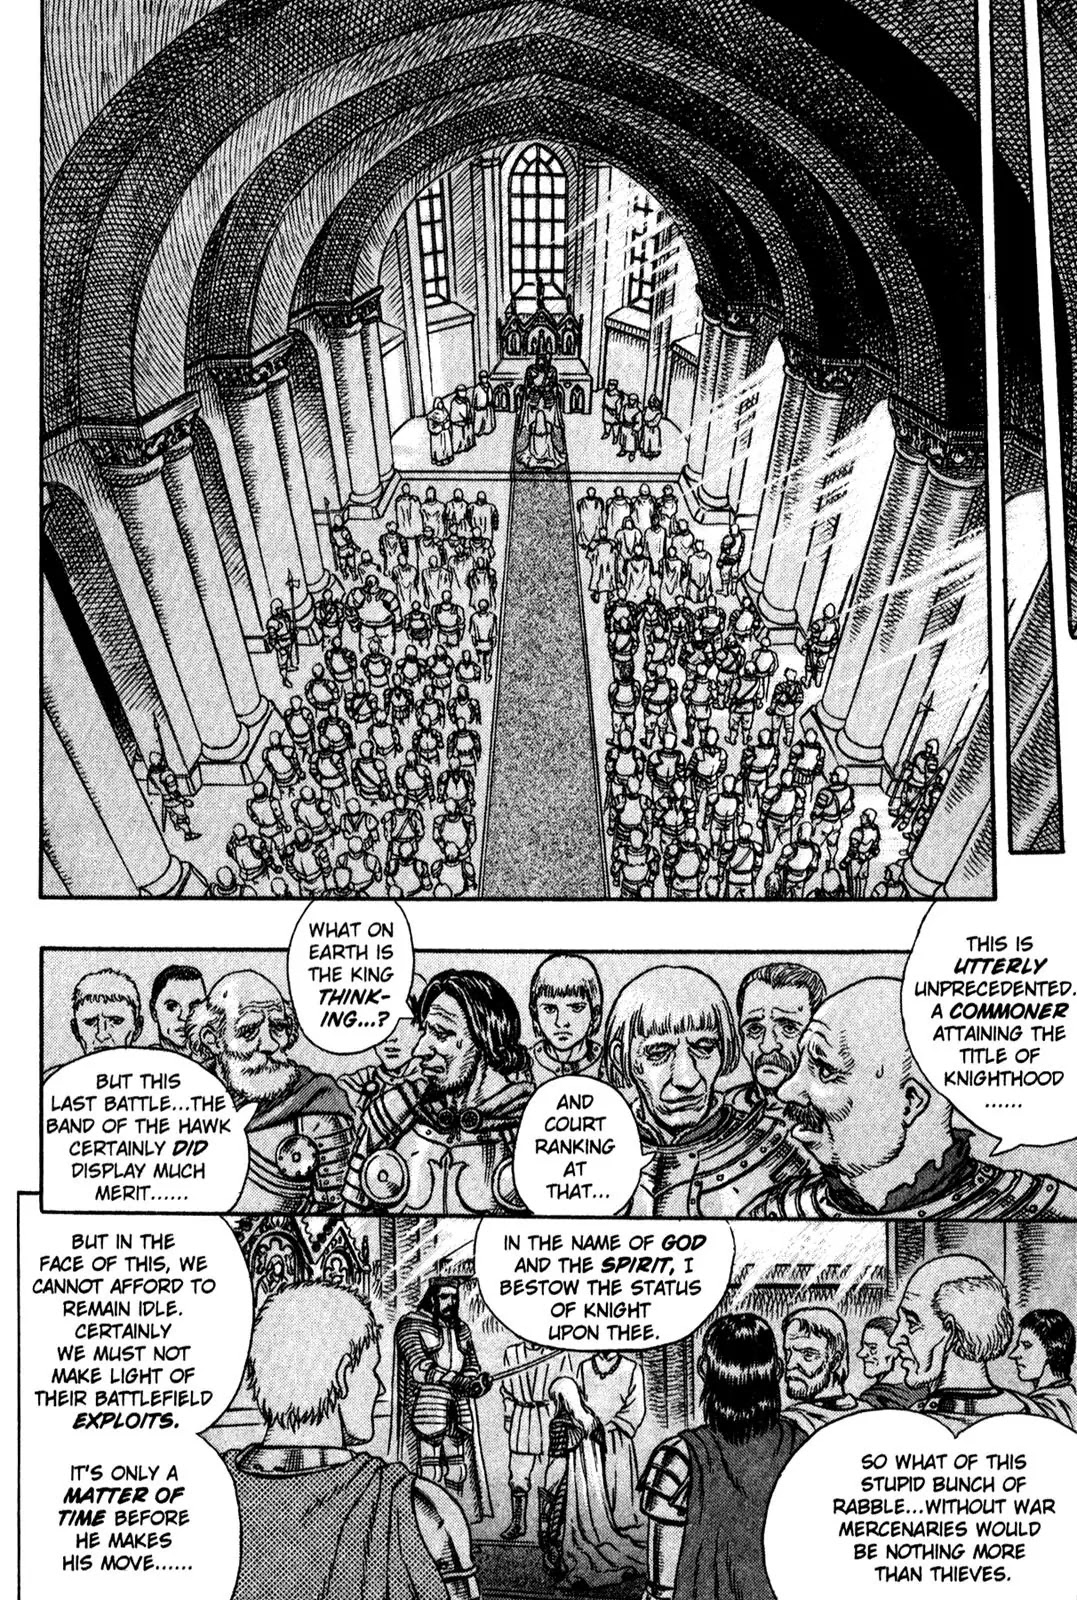 THIS IS
UTTERLY
UNPRECEDENTED.
A COMMONER
ATTAINING THE
TITLE OF
KNIGHTHOOD
......
AND
COURT
RANKING
AT
THAT...
WHAT ON
EARTH IS
THE KING
THINK-
ING...?
BUT THIS
LAST BATTLE...THE
BAND OF THE HAWK
CERTAINLY DID
DISPLAY MUCH
MERIT......
SO WHAT OF THIS
STUPID BUNCH OF
RABBLE...WITHOUT WAR
MERCENARIES WOULD
BE NOTHING MORE
THAN THIEVES.
IN THE NAME OF GOD
AND THE SPIRIT, I
BESTOW THE STATUS
OF KNIGHT
UPON THEE.
BUT IN THE
FACE OF THIS, WE
CANNOT AFFORD TO
REMAIN IDLE.
CERTAINLY
WE MUST NOT
MAKE LIGHT OF
THEIR BATTLEFIELD
EXPLOITS.
IT'S ONLY A
MATTER OF
TIME BEFORE
HE MAKES
HIS MOVE......